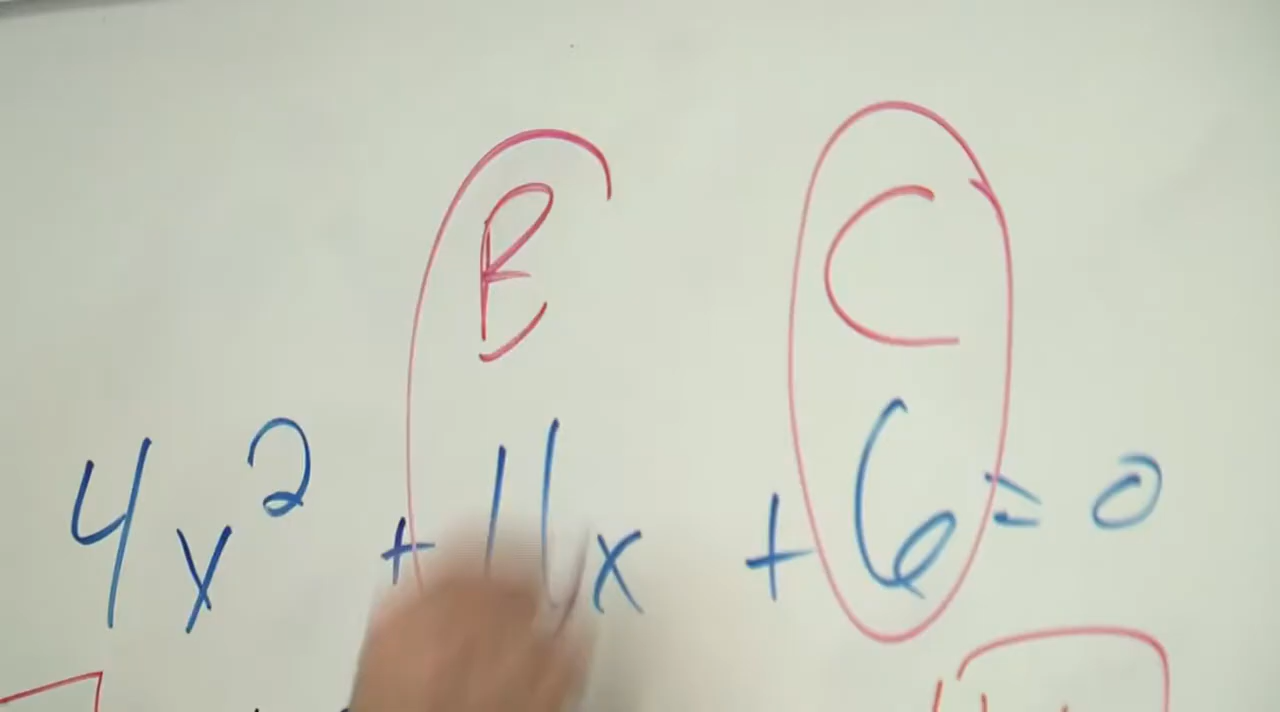 B C
4x² + 11x + 6 = 0